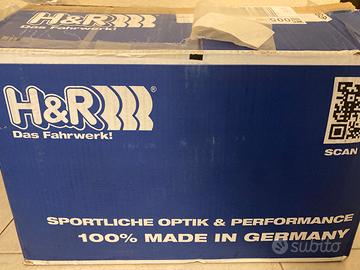 H&R
H&R®
Das Fahrwerk!
SCAN
SPORTLICHE OPTIK & PERFORMANCE
100% MADE IN GERMANY
subito